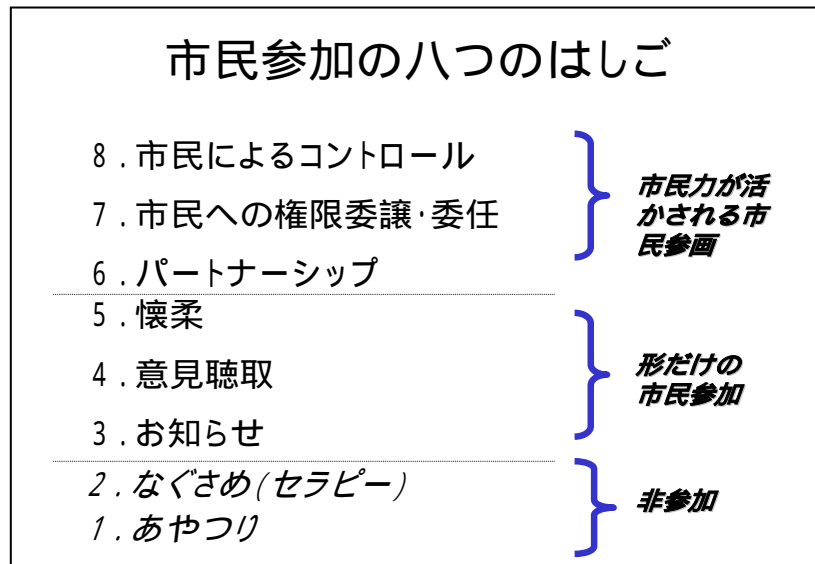 市民参加の八つのはしご
8.市民によるコントロール
7.市民への権限委譲・委任
6.パートナーシップ
市民力が活
かされる市
民参画
5.懐柔
4.意見聴取
3.お知らせ
形だけの
市民参加
2.なぐさめ(セラピー)
1.あやつり
非参加